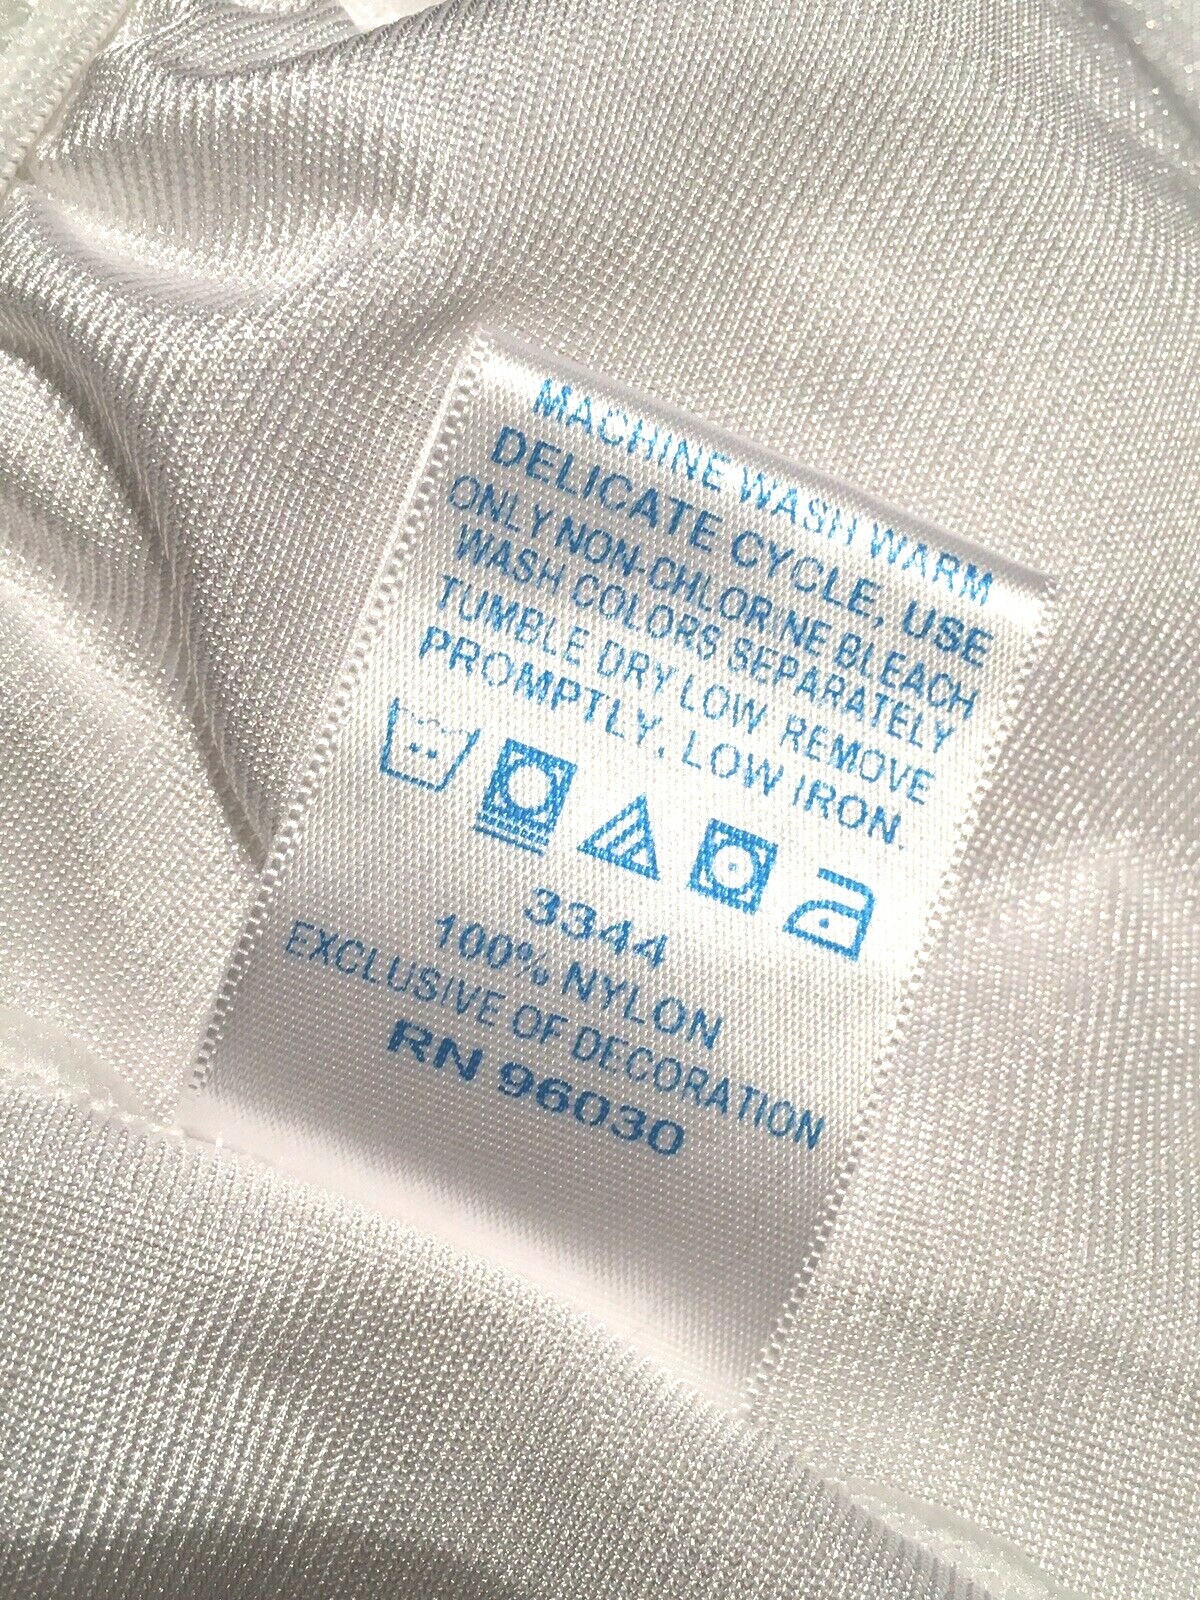 MACHINE WASH WARM
DELICATE CYCLE, USE
ONLY NON-CHLORINE BLEACH
WASH COLORS SEPARATELY
TUMBLE DRY LOW. REMOVE
PROMPTLY. LOW IRON.
3344
100% NYLON
EXCLUSIVE OF DECORATION
RN 96030